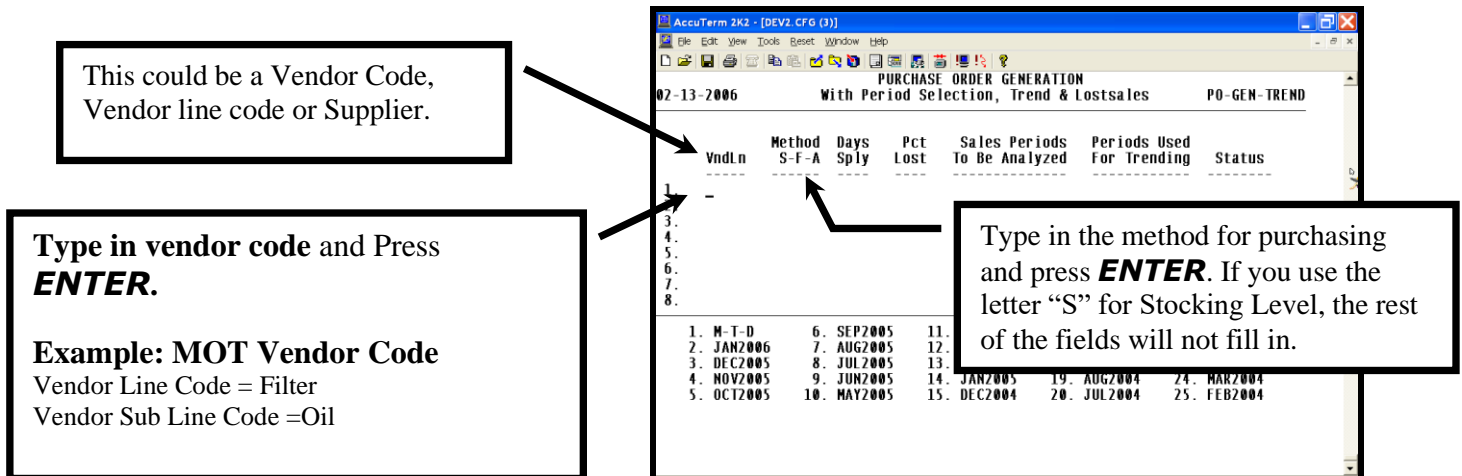 This could be a Vendor Code,
Vendor line code or Supplier.
Type in vendor code and Press
ENTER.
Example: MOT Vendor Code
Vendor Line Code = Filter
Vendor Sub Line Code =Oil
AccuTerm 2K2 - [DEV2.CFG (3)]
File Edit View Tools Reset Window Help
PURCHASE ORDER GENERATION
02-13-2006 With Period Selection, Trend & Lostsales PO-GEN-TREND
Method Days Pct Sales Periods Periods Used
VndLn S-F-A Sply Lost To Be Analyzed For Trending Status
1.
3.
4.
5.
6.
7.
8.
Type in the method for purchasing
and press ENTER. If you use the
letter “S” for Stocking Level, the rest
of the fields will not fill in.
1. M-T-D 6. SEP2005 11.
2. JAN2006 7. AUG2005 12.
3. DEC2005 8. JUL2005 13.
4. NOV2005 9. JUN2005 14. JAN2005 19. AUG2004 24. MAR2004
5. OCT2005 10. MAY2005 15. DEC2004 20. JUL2004 25. FEB2004